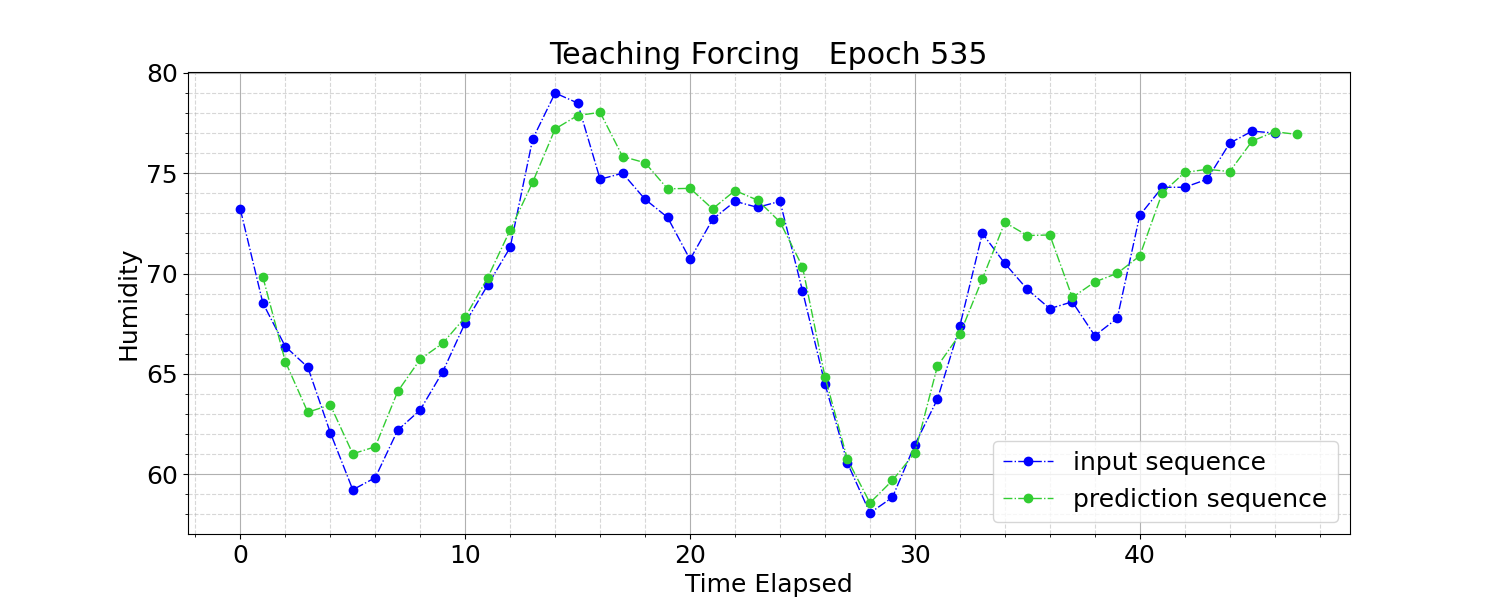 Teaching Forcing   Epoch 535
80
75
70
65
60
Humidity
input sequence
prediction sequence
0 10 20 30 40
Time Elapsed